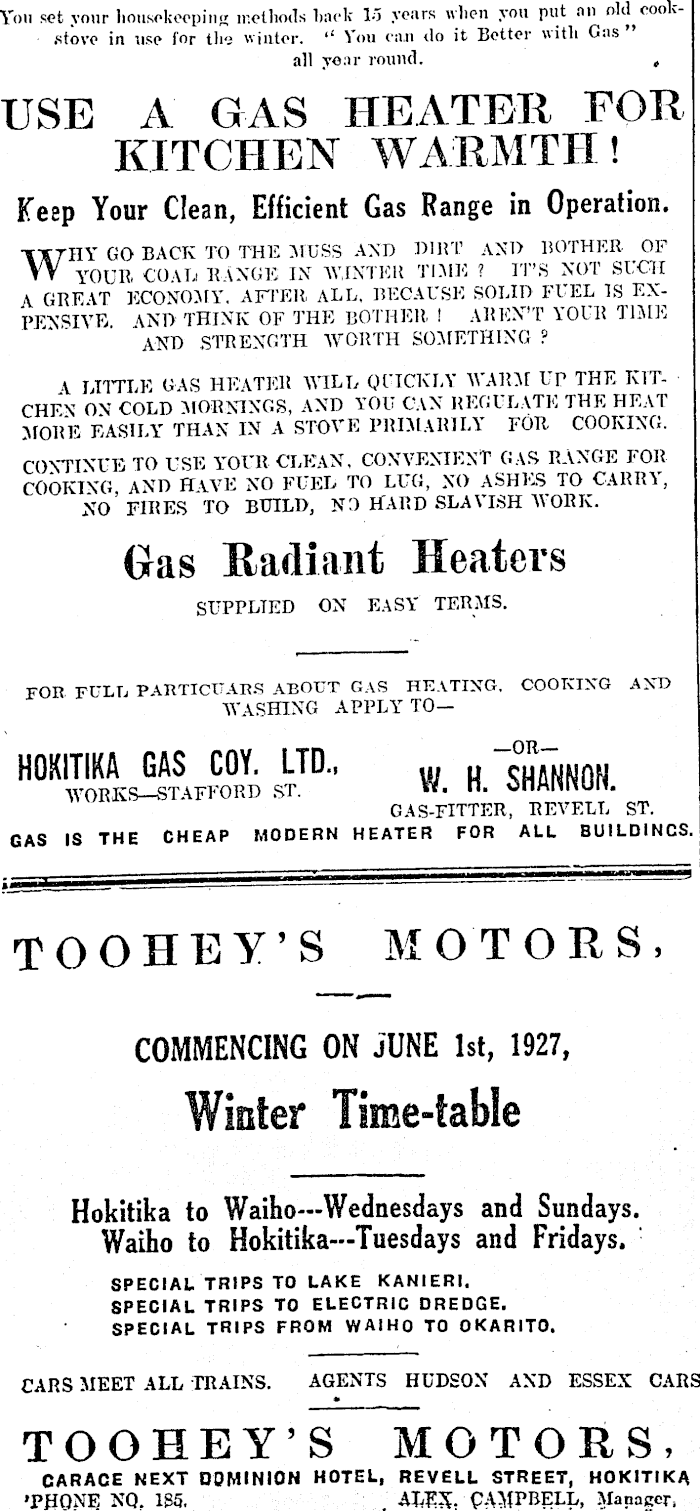 You set your housekeeping methods back 15 years when you put an old cook-
stove in use for the winter. "You can do it Better with Gas"
all year round.
USE A GAS HEATER FOR
KITCHEN WARMTH!
Keep Your Clean, Efficient Gas Range in Operation.
WHY GO BACK TO THE MUSS AND DIRT AND BOTHER OF
YOUR COAL RANGE IN WINTER TIME? IT'S NOT SUCH
A GREAT ECONOMY, AFTER ALL, BECAUSE SOLID FUEL IS EX-
PENSIVE. AND THINK OF THE BOTHER! AREN'T YOUR TIME
AND STRENGTH WORTH SOMETHING?
A LITTLE GAS HEATER WILL QUICKLY WARM UP THE KIT-
CHEN ON COLD MORNINGS, AND YOU CAN REGULATE THE HEAT
MORE EASILY THAN IN A STOVE PRIMARILY FOR COOKING.
CONTINUE TO USE YOUR CLEAN, CONVENIENT GAS RANGE FOR
COOKING, AND HAVE NO FUEL TO LUG, NO ASHES TO CARRY,
NO FIRES TO BUILD, NO HARD SLAVISH WORK.
Gas Radiant Heaters
SUPPLIED ON EASY TERMS.
FOR FULL PARTICUARS ABOUT GAS HEATING, COOKING AND
WASHING APPLY TO—
HOKITIKA GAS COY. LTD.,
WORKS—STAFFORD ST.
—OR—
W. H. SHANNON.
GAS-FITTER, REVELL ST.
GAS IS THE CHEAP MODERN HEATER FOR ALL BUILDINGS.
TOOHEY'S MOTORS,
COMMENCING ON JUNE 1st, 1927,
Winter Time-table
Hokitika to Waiho---Wednesdays and Sundays.
Waiho to Hokitika---Tuesdays and Fridays.
SPECIAL TRIPS TO LAKE KANIERI.
SPECIAL TRIPS TO ELECTRIC DREDGE.
SPECIAL TRIPS FROM WAIHO TO OKARITO.
CARS MEET ALL TRAINS. AGENTS HUDSON AND ESSEX CARS
TOOHEY'S MOTORS,
GARAGE NEXT DOMINION HOTEL, REVELL STREET, HOKITIKA
'PHONE NO. 185. ALEX. CAMPBELL, Manager.